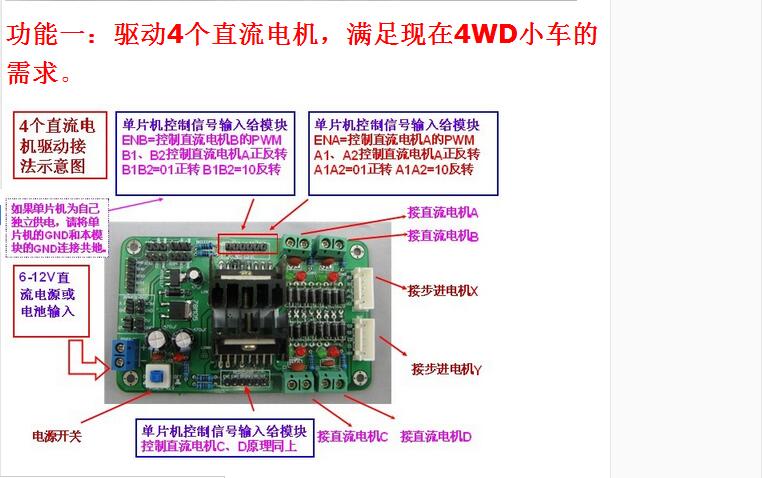 功能一：驱动4个直流电机，满足现在4WD小车的
需求。
4个直流电
机驱动接
法示意图
单片机控制信号输入给模块
ENB=控制直流电机B的PWM
B1、B2控制直流电机A正反转
B1B2=01正转 B1B2=10反转
单片机控制信号输入给模块
ENA=控制直流电机A的PWM
A1、A2控制直流电机A正反转
A1A2=01正转 A1A2=10反转
如果单片机为自己
独立供电，请将单
片机的GND和本模
块的GND连接共地。
接直流电机A
接直流电机B
6-12V直
流电源或
电池输入
接步进电机X
接步进电机Y
电源开关
单片机控制信号输入给模块
控制直流电机C、D原理同上
接直流电机C
接直流电机D